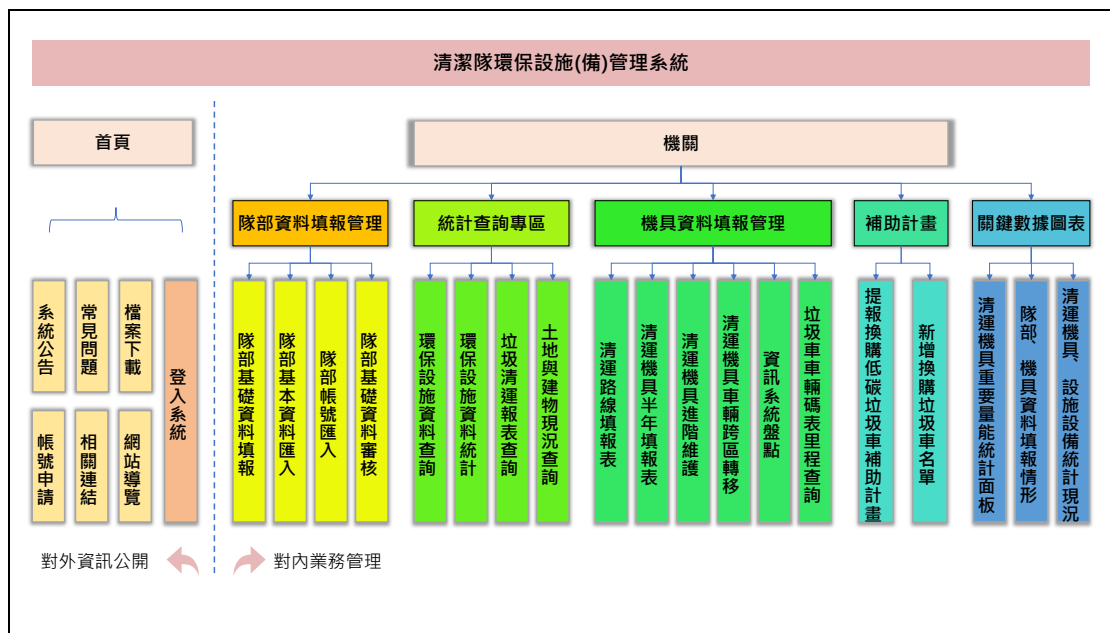 清潔隊環保設施(備)管理系統
首頁
機關
隊部資料填報管理
統計查詢專區
機具資料填報管理
補助計畫
關鍵數據圖表
系統公告
常見問題
檔案下載
登入系統
帳號申請
相關連結
網站導覽
隊部基礎資料填報
隊部基本資料匯入
隊部帳號匯入
隊部基礎資料審核
環保設施資料查詢
環保設施資料統計
垃圾清運報表查詢
土地與建物現況查詢
清運路線填報表
清運機具半年填報表
清運機具進階維護
清運機具車輛跨區轉移
資訊系統盤點
垃圾車車輛碼表里程查詢
提報換購低碳垃圾車補助計畫
新增換購垃圾車名單
清運機具重要量能統計面板
隊部、機具資料填報情形
清運機具、設施設備統計現況
對外資訊公開
對內業務管理